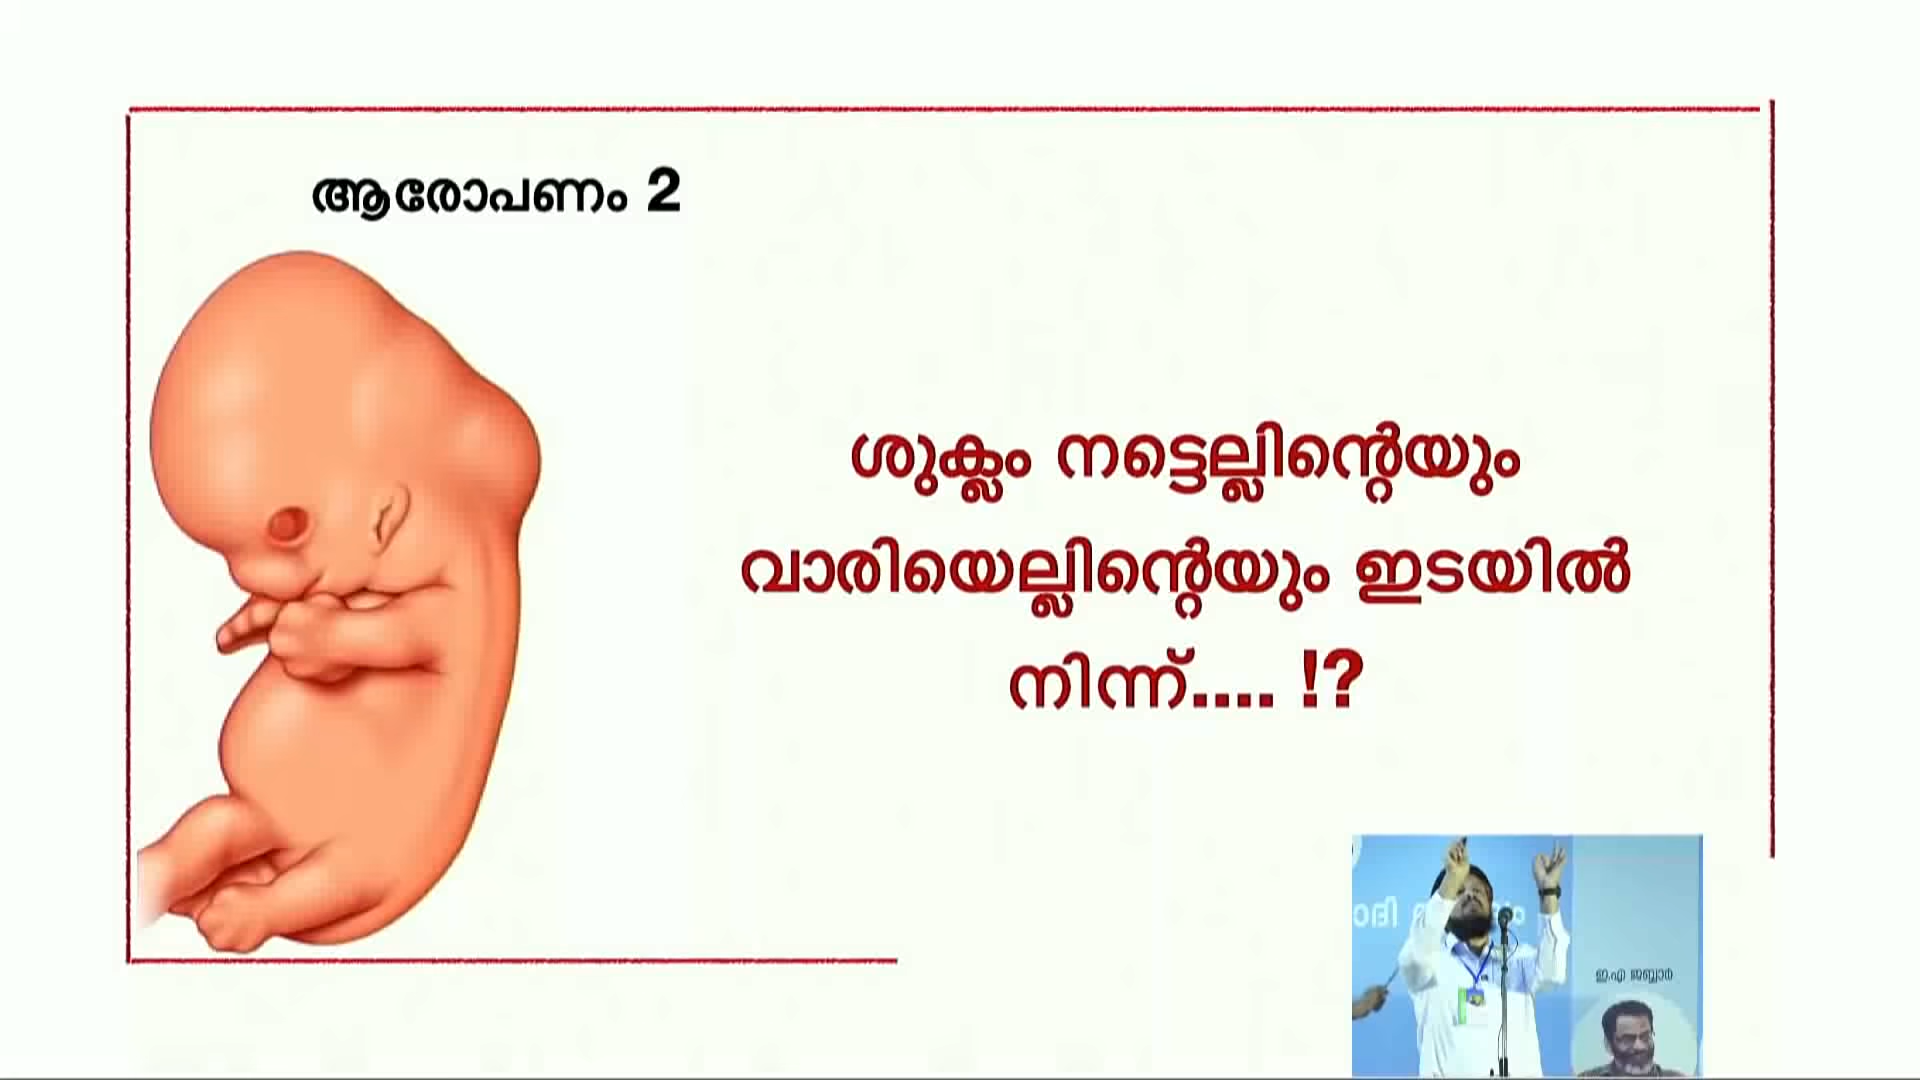 ആരോപണം 2
ശുക്ലം നട്ടെല്ലിന്റെയും
വാരിയെല്ലിന്റെയും ഇടയിൽ
നിന്ന്.... !?
ഇ.എ ജബ്ബാർ